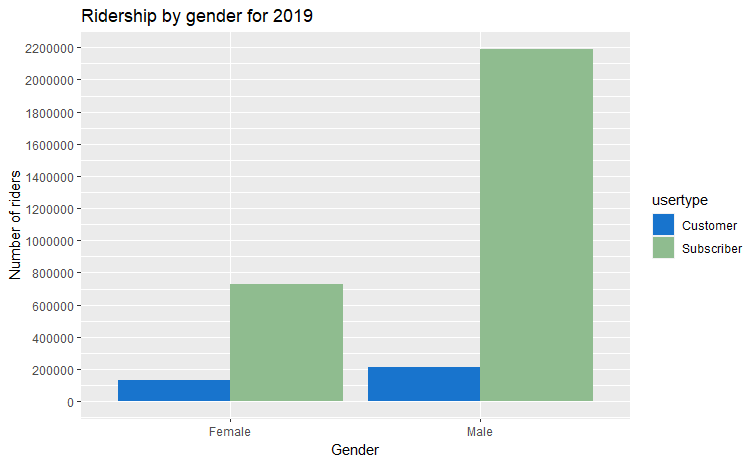 Ridership by gender for 2019
Number of riders
2200000
2000000
1800000
1600000
1400000
1200000
1000000
800000
600000
400000
200000
0
Female
Male
Gender
usertype
Customer
Subscriber